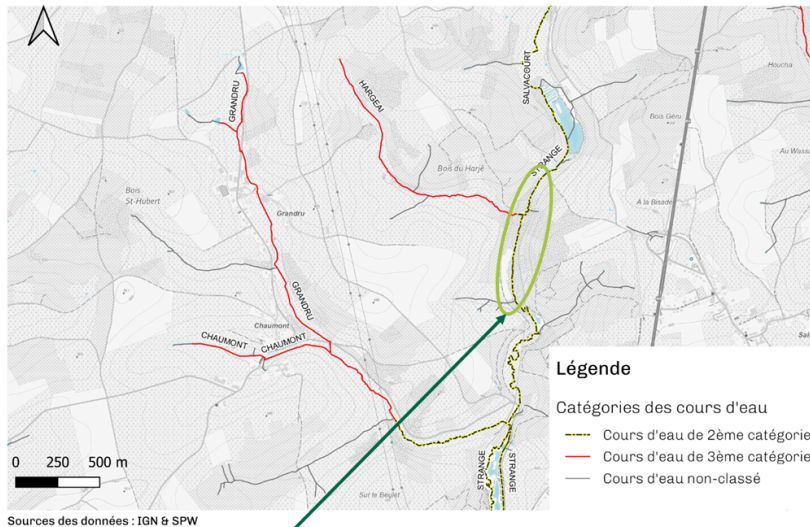 SALVACOURT
Houcha
GRANDRU
HARGEAI
Bois Géru
STRANGE
Au Wassa
Bois du Harjé
Bois
St-Hubert
A la Bisade
Grandru
GRANDRU
Chaumont
CHAUMONT
CHAUMONT
Sal
Légende
Catégories des cours d'eau
Cours d'eau de 2ème catégorie
Cours d'eau de 3ème catégorie
Cours d'eau non-classé
0 250 500 m
STRANGE
STRANGE
Sur le Beulet
Sources des données : IGN & SPW